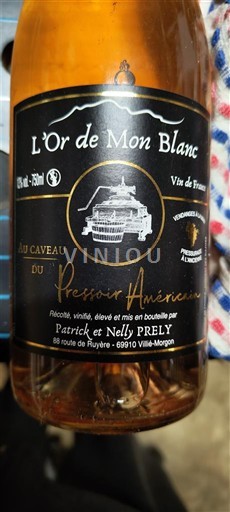 L'Or de Mon Blanc
12% vol. - 750ml
Vin de France
VENDANGES À LA MAIN
PRESSURAGE
À L'ANCIENNE
AU CAVEAU
DU
VINIOU
Pressoir Américain
Récolté, vinifié, élevé et mis en bouteille par
Patrick et Nelly PRELY
88 route de Ruyère - 69910 Villié-Morgon